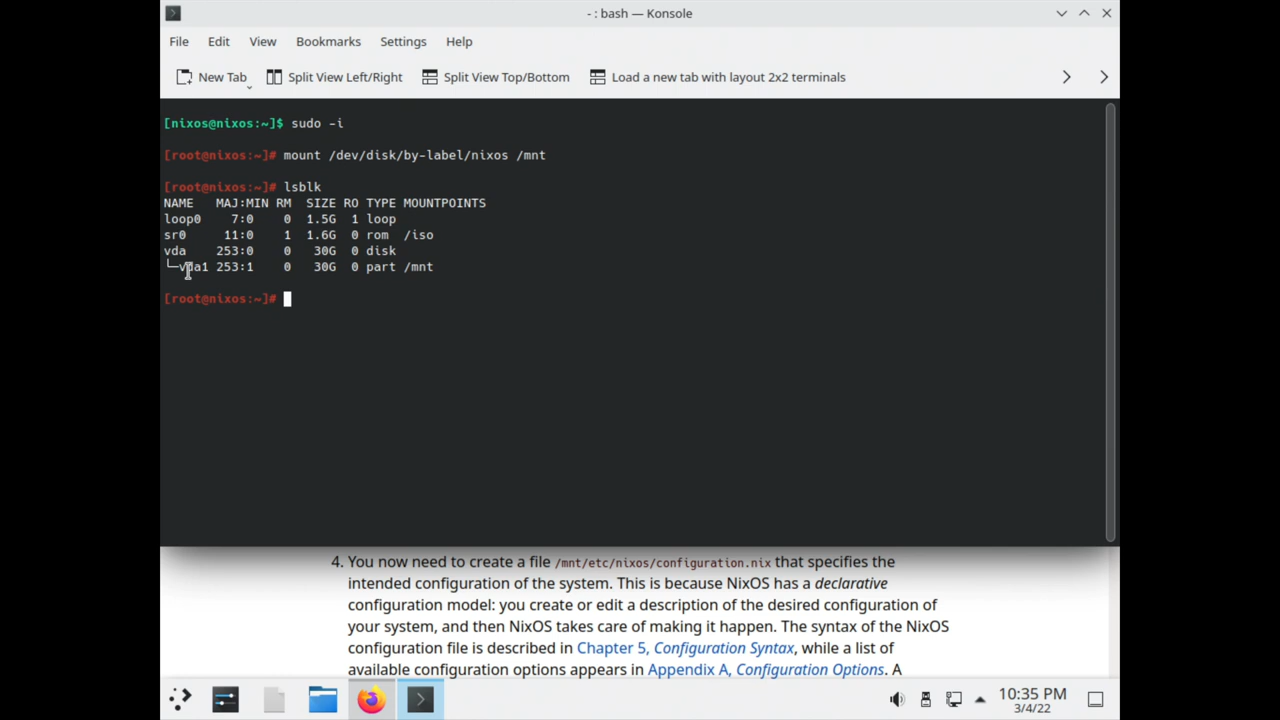 - : bash — Konsole
File Edit View Bookmarks Settings Help
New Tab Split View Left/Right Split View Top/Bottom Load a new tab with layout 2x2 terminals
[nixos@nixos:~]$ sudo -i
[root@nixos:~]# mount /dev/disk/by-label/nixos /mnt
[root@nixos:~]# lsblk
NAME MAJ:MIN RM SIZE RO TYPE MOUNTPOINTS
loop0 7:0 0 1.5G 1 loop
sr0 11:0 1 1.6G 0 rom /iso
vda 253:0 0 30G 0 disk
└─vda1 253:1 0 30G 0 part /mnt
[root@nixos:~]#
4. You now need to create a file /mnt/etc/nixos/configuration.nix that specifies the
intended configuration of the system. This is because NixOS has a declarative
configuration model: you create or edit a description of the desired configuration of
your system, and then NixOS takes care of making it happen. The syntax of the NixOS
configuration file is described in Chapter 5, Configuration Syntax, while a list of
available configuration options appears in Appendix A, Configuration Options. A
10:35 PM
3/4/22